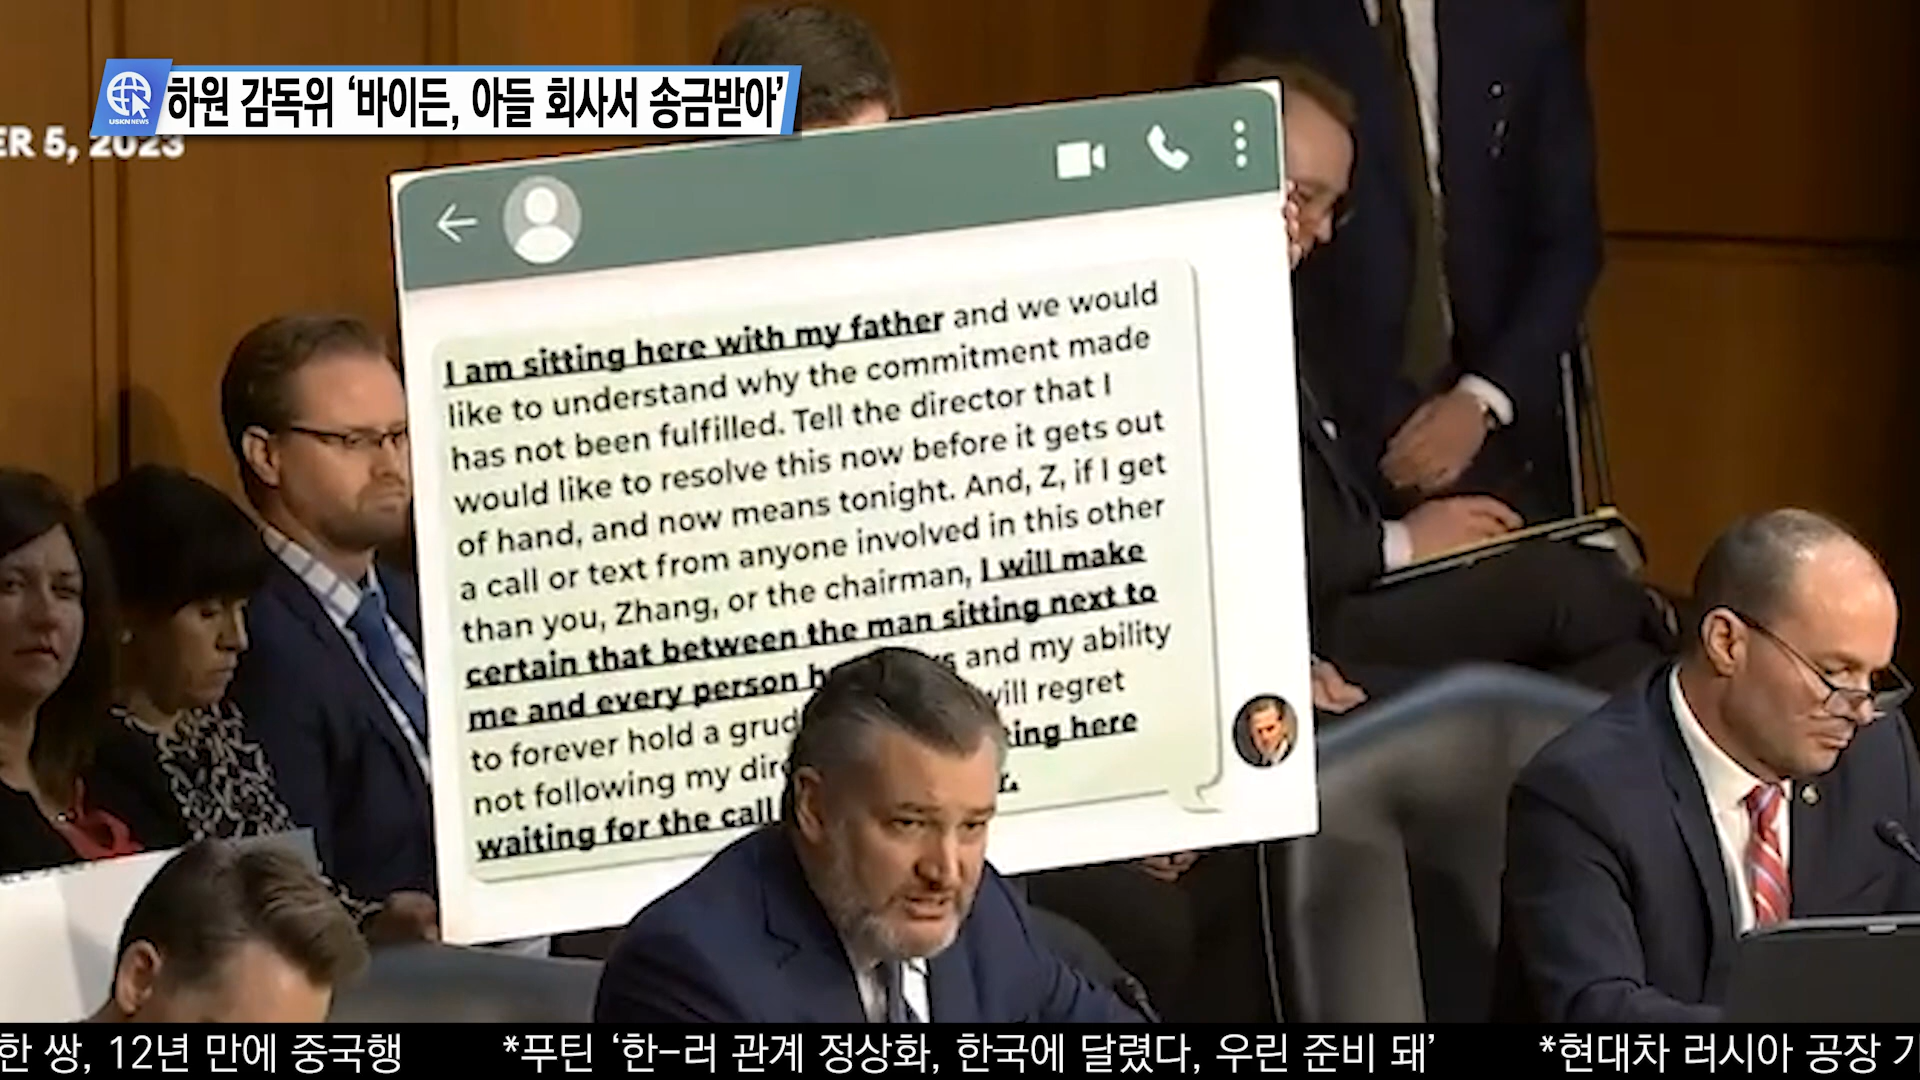 하원 감독위 ‘바이든, 아들 회사서 송금받아’
USKN NEWS
ER 5, 2023
I am sitting here with my father and we would
like to understand why the commitment made
has not been fulfilled. Tell the director that I
would like to resolve this now before it gets out
of hand, and now means tonight. And, Z, if I get
a call or text from anyone involved in this other
than you, Zhang, or the chairman, I will make
certain that between the man sitting next to
me and every person and my ability
to forever hold a will regret
not following my here
waiting for the call
한 쌍, 12년 만에 중국행 *푸틴 ‘한-러 관계 정상화, 한국에 달렸다, 우린 준비 돼’ *현대차 러시아 공장